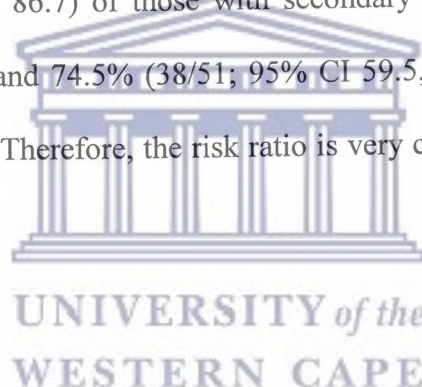 86.7) of those with secondary
and 74.5% (38/51; 95% CI 59.5,
Therefore, the risk ratio is very
UNIVERSITY of the
WESTERN CAPE